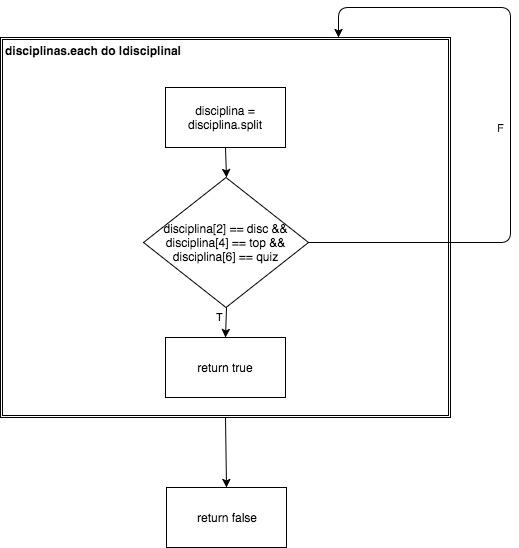 disciplinas.each do |disciplina|
disciplina =
disciplina.split
F
disciplina[2] == disc &&
disciplina[4] == top &&
disciplina[6] == quiz
T
return true
return false